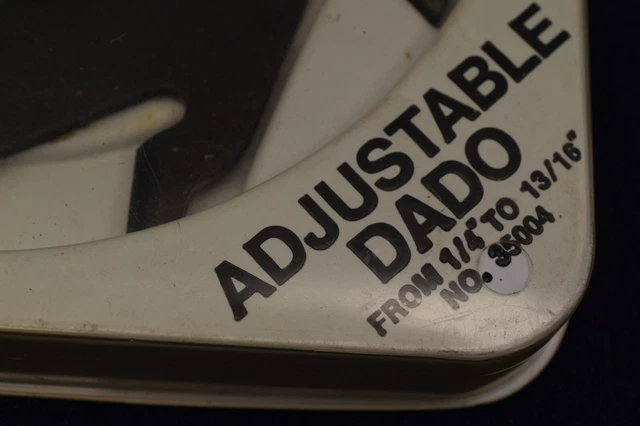 ADJUSTABLE
DADO
FROM 1/4" TO 13/16"
NO. 35004